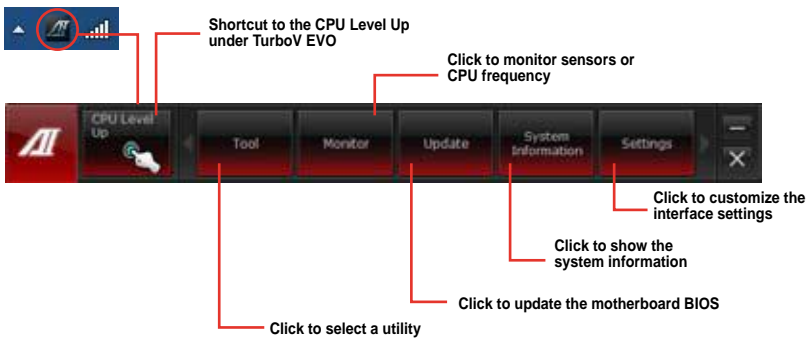 Shortcut to the CPU Level Up
under TurboV EVO
Click to monitor sensors or
CPU frequency
CPU Level
Up
Tool
Monitor
Update
System
Information
Settings
Click to customize the
interface settings
Click to show the
system information
Click to update the motherboard BIOS
Click to select a utility